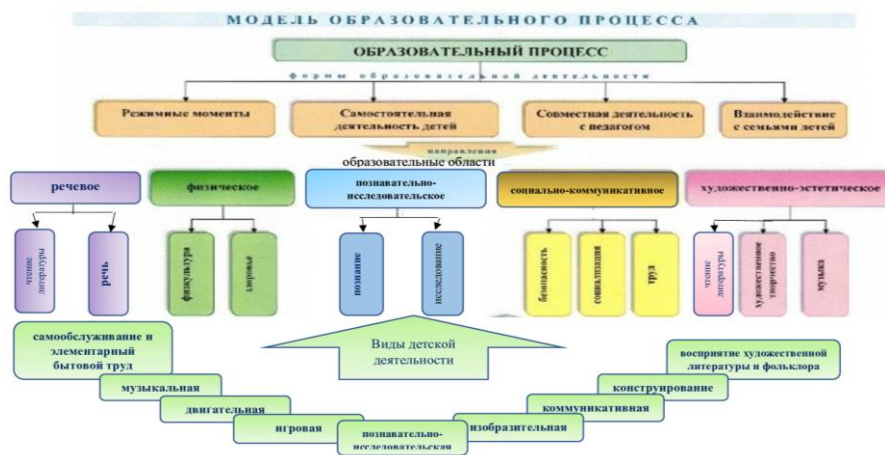 МОДЕЛЬ ОБРАЗОВАТЕЛЬНОГО ПРОЦЕССА
ОБРАЗОВАТЕЛЬНЫЙ ПРОЦЕСС
формы образовательной деятельности
Режимные моменты
Самостоятельная
деятельность детей
Совместная деятельность
с педагогом
Взаимодействие
с семьями детей
направления
образовательные области
речевое
физическое
познавательно-
исследовательское
социально-коммуникативное
художественно-эстетическое
чтение
литературы
речь
физкультура
здоровье
познание
исследование
безопасность
социализация
труд
чтение
литературы
художественное
творчество
музыка
Виды детской
деятельности
самообслуживание и
элементарный
бытовой труд
музыкальная
двигательная
игровая
познавательно-
исследовательская
изобразительная
коммуникативная
конструирование
восприятие художественной
литературы и фольклора